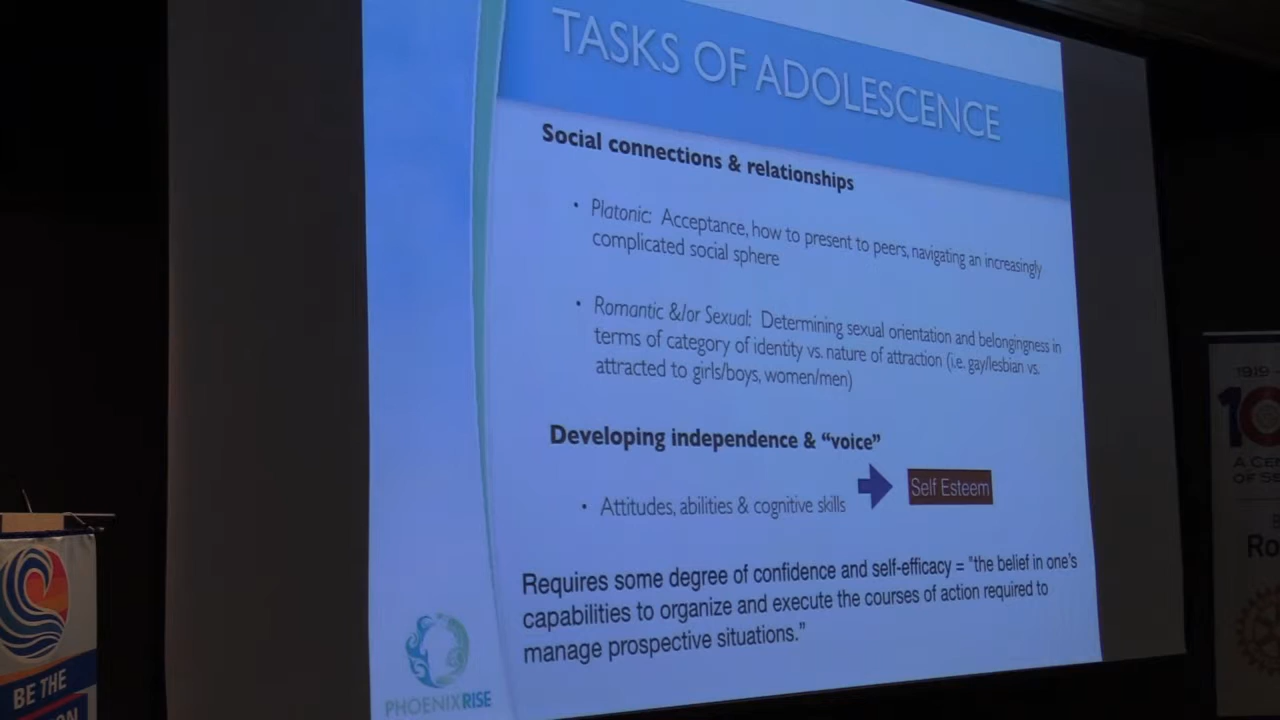 TASKS OF ADOLESCENCE
Social connections & relationships
• Platonic: Acceptance, how to present to peers, navigating an increasingly
complicated social sphere
• Romantic &/or Sexual: Determining sexual orientation and belongingness in
terms of category of identity vs. nature of attraction (i.e. gay/lesbian vs.
attracted to girls/boys, women/men)
Developing independence & “voice”
• Attitudes, abilities & cognitive skills
Self Esteem
Requires some degree of confidence and self-efficacy = “the belief in one’s
capabilities to organize and execute the courses of action required to
manage prospective situations.”
PHOENIXRISE
BE THE
1919